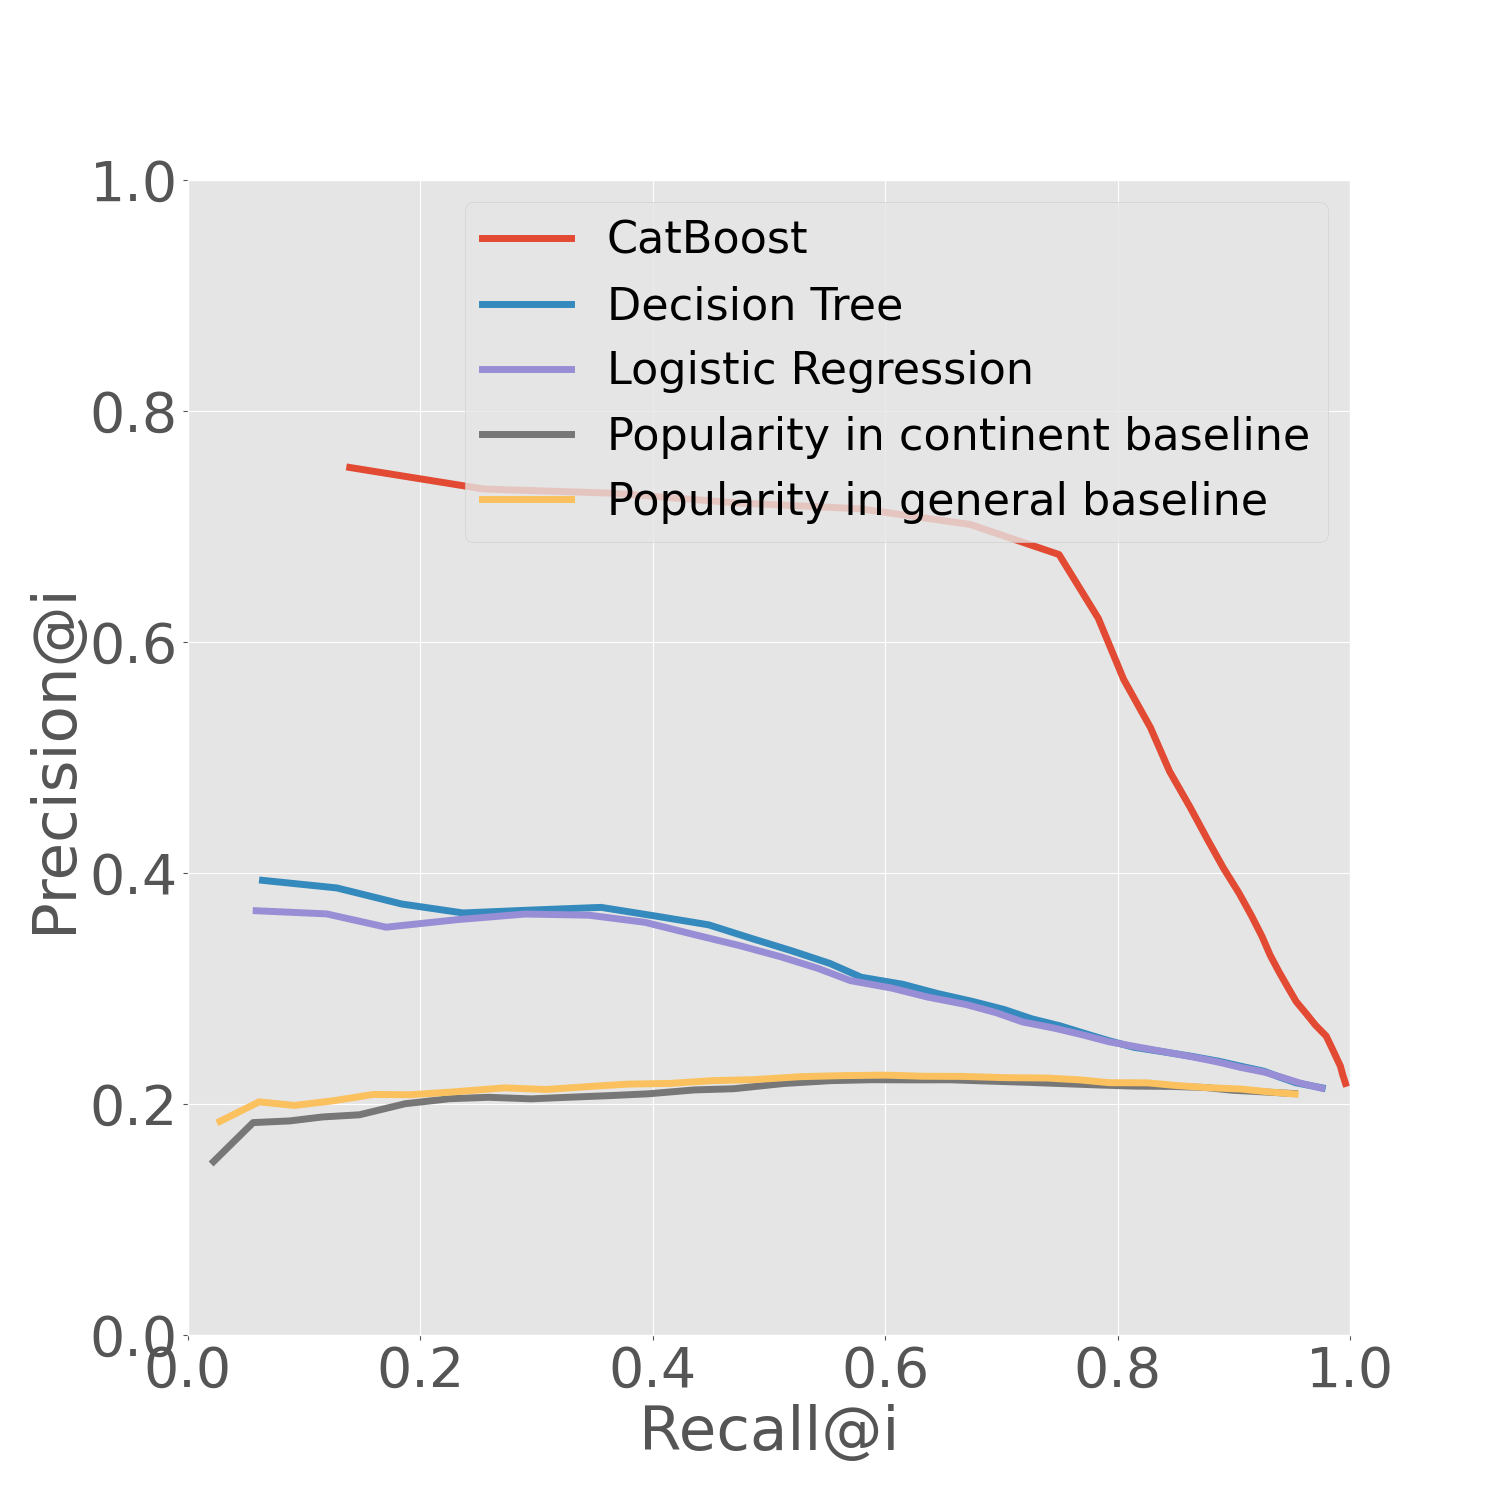 1.0
0.8
0.6
0.4
0.2
0.0
Precision@i
CatBoost
Decision Tree
Logistic Regression
Popularity in continent baseline
Popularity in general baseline
0.0 0.2 0.4 0.6 0.8 1.0
Recall@i